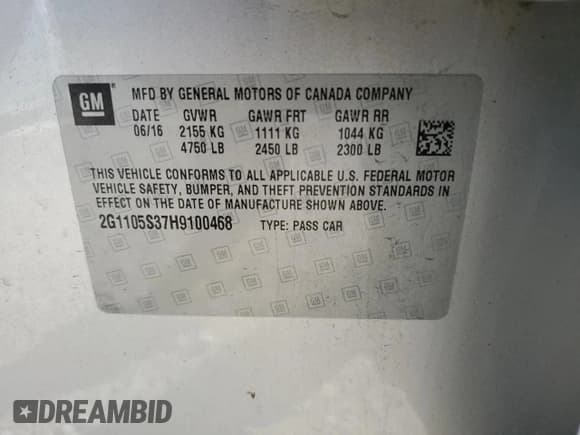 GM
MFD BY GENERAL MOTORS OF CANADA COMPANY
DATE GVWR GAWR FRT GAWR RR
06/16 2155 KG 1111 KG 1044 KG
4750 LB 2450 LB 2300 LB
THIS VEHICLE CONFORMS TO ALL APPLICABLE U.S. FEDERAL MOTOR
VEHICLE SAFETY, BUMPER, AND THEFT PREVENTION STANDARDS IN
EFFECT ON THE DATE OF MANUFACTURE SHOWN ABOVE.
2G1105S37H9100468 TYPE: PASS CAR
DREAMBID